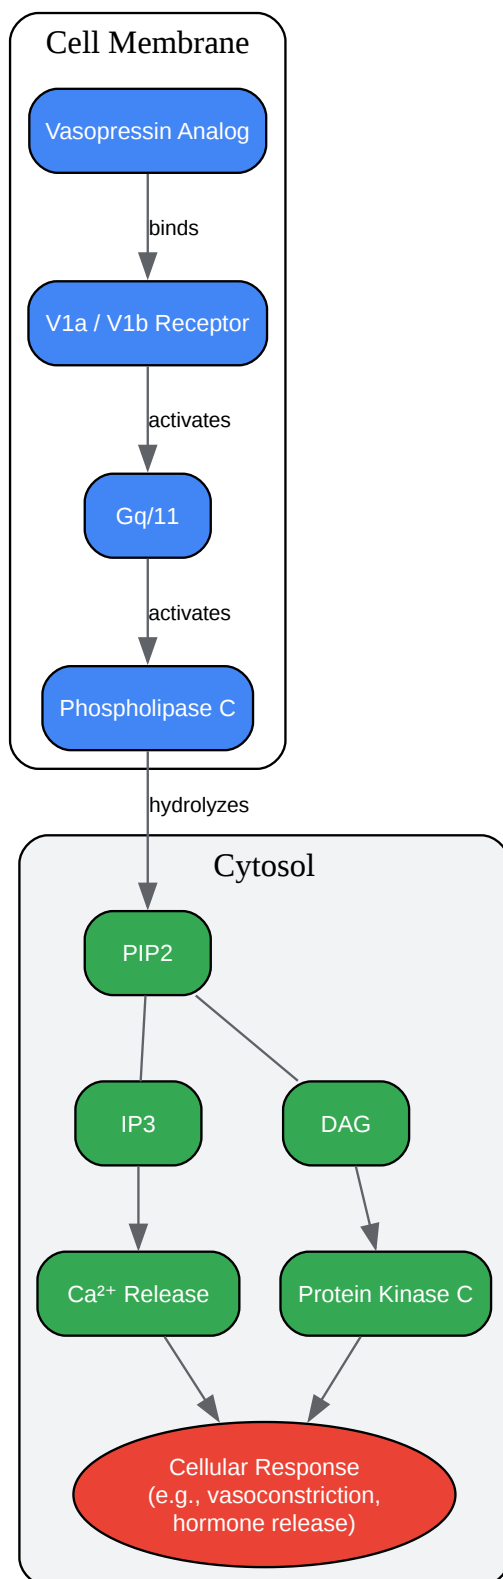 Cell Membrane
Vasopressin Analog
binds
V1a / V1b Receptor
activates
Gq/11
activates
Phospholipase C
hydrolyzes
Cytosol
PIP2
IP3
DAG
Ca²⁺ Release
Protein Kinase C
Cellular Response
(e.g., vasoconstriction,
hormone release)